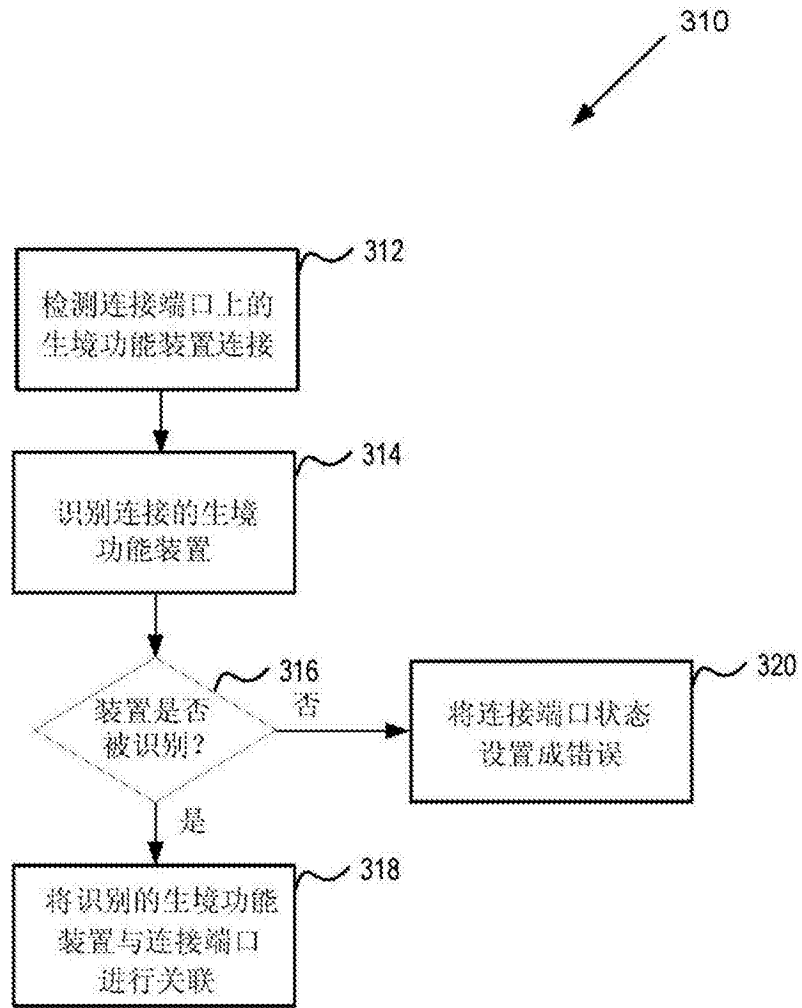 310
312
检测连接端口上的
生境功能装置连接
314
识别连接的生境
功能装置
316
装置是否
被识别?
否
320
将连接端口状态
设置成错误
是
318
将识别的生境功能
装置与连接端口
进行关联